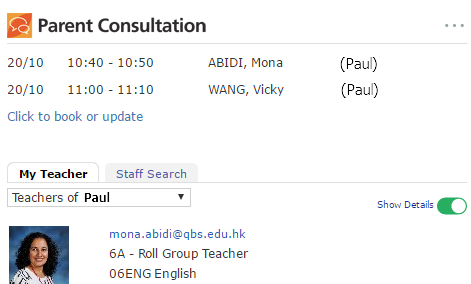 Parent Consultation
20/10 10:40 - 10:50 ABIDI, Mona (Paul)
20/10 11:00 - 11:10 WANG, Vicky (Paul)
Click to book or update
My Teacher Staff Search
Teachers of Paul
Show Details
mona.abidi@qbs.edu.hk
6A - Roll Group Teacher
06ENG English